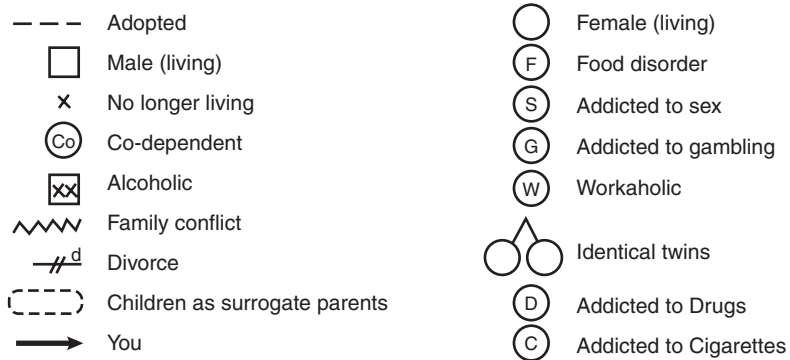 Adopted
Male (living)
x No longer living
Co Co-dependent
xx Alcoholic
Family conflict
d Divorce
Children as surrogate parents
You
Female (living)
F Food disorder
S Addicted to sex
G Addicted to gambling
W Workaholic
Identical twins
D Addicted to Drugs
C Addicted to Cigarettes